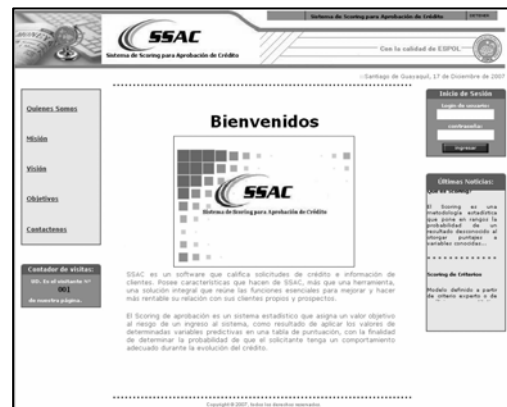 SSAC
Sistema de Scoring para Aprobación de Crédito
Sistema de Scoring para Aprobación de Crédito
Con la calidad de ESPOL
Santiago de Guayaquil, 17 de Diciembre de 2007
Quienes Somos
Misión
Visión
Objetivos
Contactenos
Contador de visitas:
UD. Es el visitante nº
001
de nuestra página.
Bienvenidos
SSAC
Sistema de Scoring para Aprobación de Crédito
SSAC es un software que califica solicitudes de crédito e información de
clientes. Posee características que hacen de SSAC, más que una herramienta,
una solución integral que reúne las funciones esenciales para mejorar y hacer
más rentable su relación con sus clientes propios y prospectos.
El Scoring de aprobación es un sistema estadístico que asigna un valor objetivo
al riesgo de un ingreso al sistema, como resultado de aplicar los valores de
determinadas variables predictivas en una tabla de puntuación, con la finalidad
de determinar la probabilidad de que el solicitante tenga un comportamiento
adecuado durante la evolución del crédito.
Inicio de Sesión
Login de usuario:
contraseña:
Ingresar
Últimas Noticias:
Que es Scoring?
El Scoring es una
metodología estadística
que pone en rangos la
probabilidad de un
resultado desconocido al
otorgar puntajes a
variables conocidas...
Scoring de Criterios
Modelo definido a partir
de criterio experto o de
Copyright © 2007, todos los derechos reservados